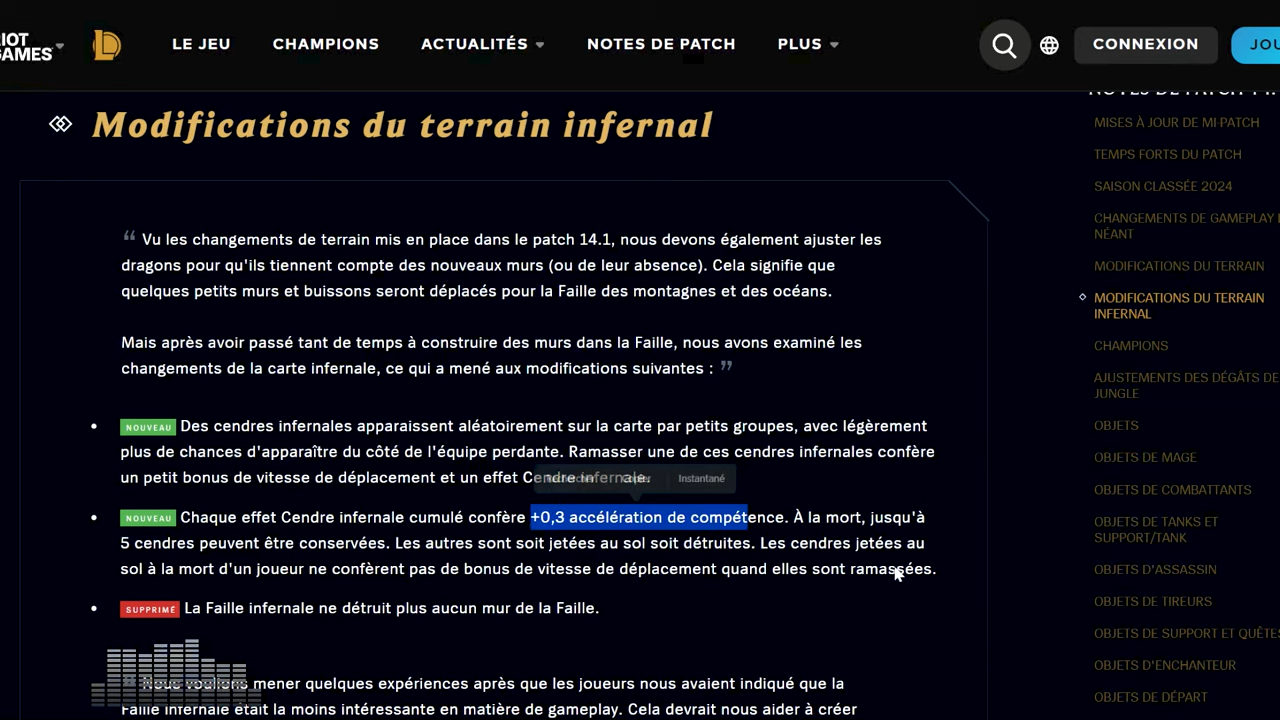 RIOT
GAMES
LE JEU
CHAMPIONS
ACTUALITÉS
NOTES DE PATCH
PLUS
CONNEXION
Modifications du terrain infernal
“ Vu les changements de terrain mis en place dans le patch 14.1, nous devons également ajuster les
dragons pour qu'ils tiennent compte des nouveaux murs (ou de leur absence). Cela signifie que
quelques petits murs et buissons seront déplacés pour la Faille des montagnes et des océans.
Mais après avoir passé tant de temps à construire des murs dans la Faille, nous avons examiné les
changements de la carte infernale, ce qui a mené aux modifications suivantes : ”
• NOUVEAU Des cendres infernales apparaissent aléatoirement sur la carte par petits groupes, avec légèrement
plus de chances d'apparaître du côté de l'équipe perdante. Ramasser une de ces cendres infernales confère
un petit bonus de vitesse de déplacement et un effet Cendre infernale.
Instantané
• NOUVEAU Chaque effet Cendre infernale cumulé confère +0,3 accélération de compétence. À la mort, jusqu'à
5 cendres peuvent être conservées. Les autres sont soit jetées au sol soit détruites. Les cendres jetées au
sol à la mort d'un joueur ne confèrent pas de bonus de vitesse de déplacement quand elles sont ramassées.
• SUPPRIMÉ La Faille infernale ne détruit plus aucun mur de la Faille.
“ Nous voulions mener quelques expériences après que les joueurs nous avaient indiqué que la
Faille infernale était la moins intéressante en matière de gameplay. Cela devrait nous aider à créer
MISES À JOUR DE MI-PATCH
TEMPS FORTS DU PATCH
SAISON CLASSÉE 2024
CHANGEMENTS DE GAMEPLAY
NÉANT
MODIFICATIONS DU TERRAIN
MODIFICATIONS DU TERRAIN
INFERNAL
CHAMPIONS
AJUSTEMENTS DES DÉGÂTS DE
JUNGLE
OBJETS
OBJETS DE MAGE
OBJETS DE COMBATTANTS
OBJETS DE TANKS ET
SUPPORT/TANK
OBJETS D'ASSASSIN
OBJETS DE TIREURS
OBJETS DE SUPPORT ET QUÊTES
OBJETS D'ENCHANTEUR
OBJETS DE DÉPART